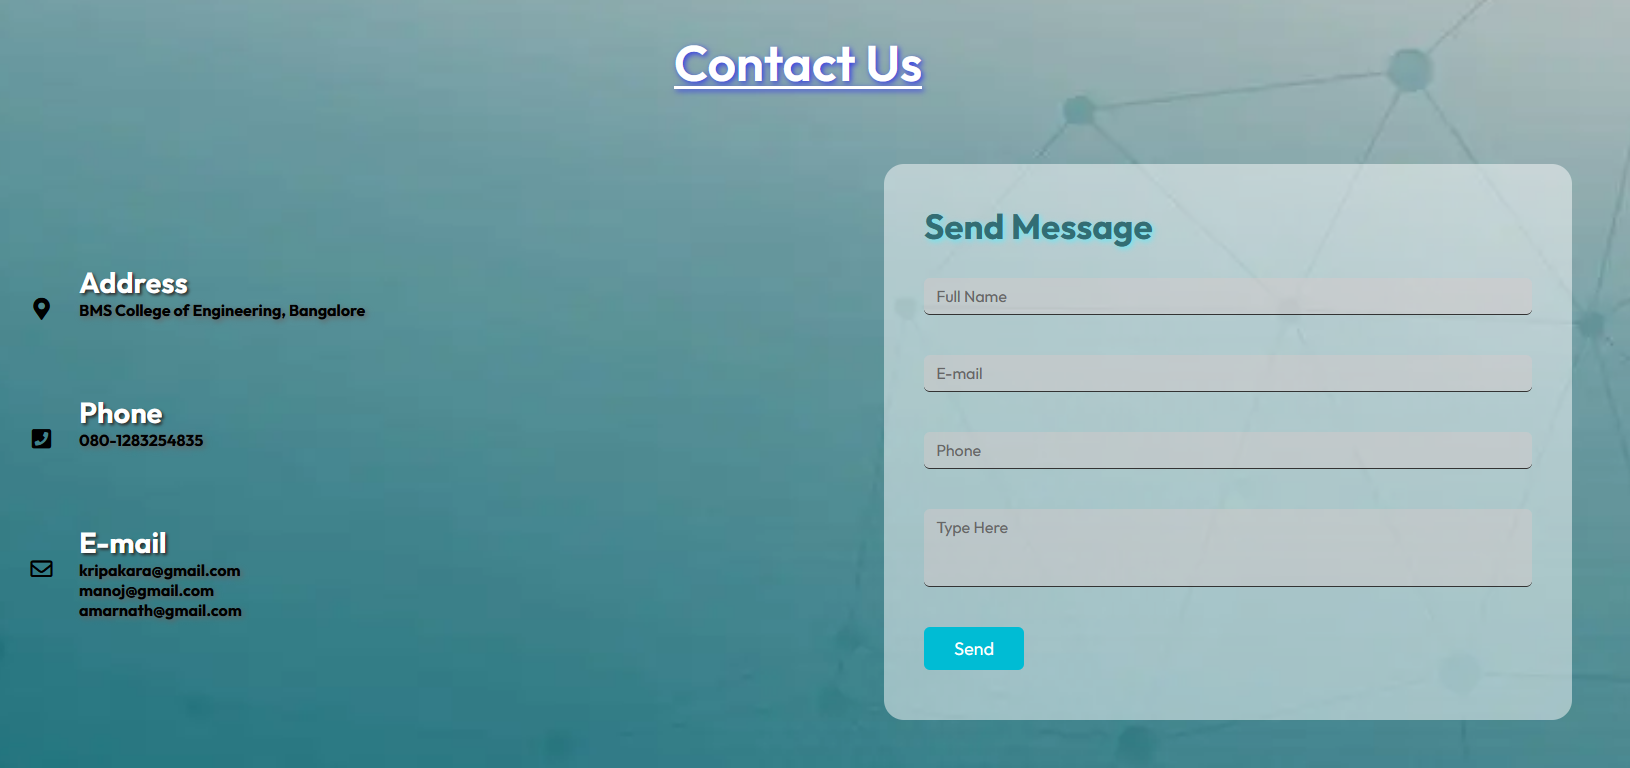 Contact Us
Address
BMS College of Engineering, Bangalore
Phone
080-1283254835
E-mail
kripakara@gmail.com
manoj@gmail.com
amarnath@gmail.com
Send Message
Full Name
E-mail
Phone
Type Here
Send